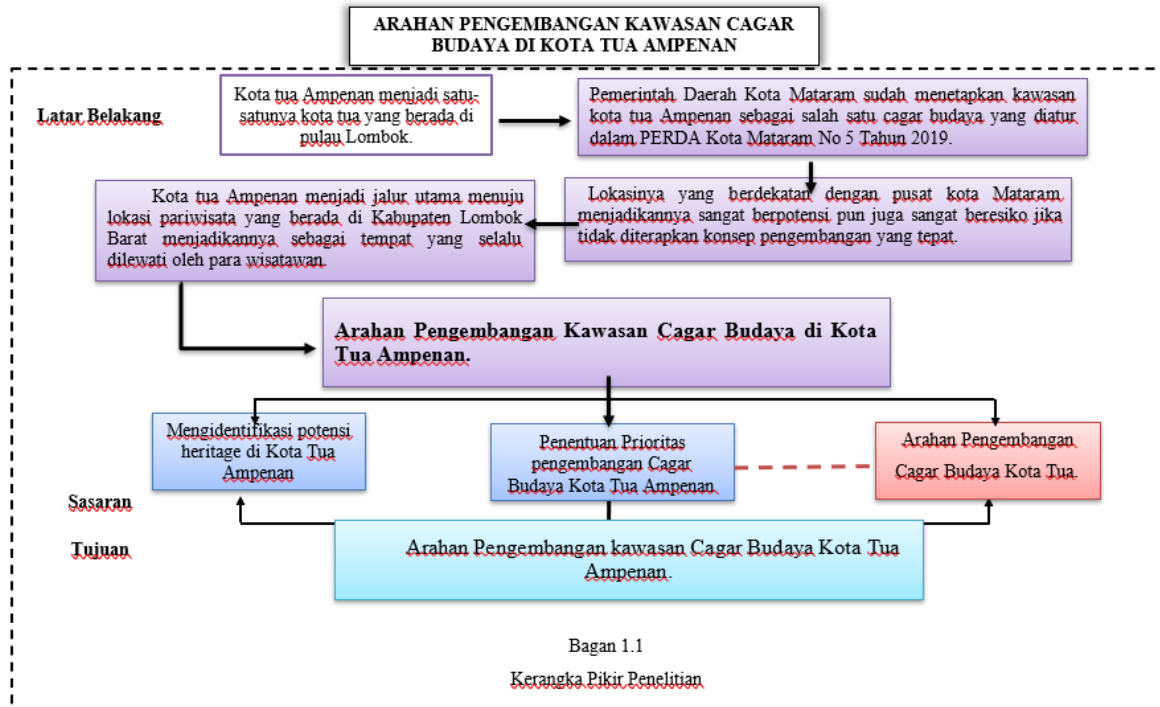 ARAHAN PENGEMBANGAN KAWASAN CAGAR
BUDAYA DI KOTA TUA AMPENAN
Latar Belakang
Kota tua Ampenan menjadi satu-
satunya kota tua yang berada di
pulau Lombok.
Pemerintah Daerah Kota Mataram sudah menetapkan kawasan
kota tua Ampenan sebagai salah satu cagar budaya yang diatur
dalam PERDA Kota Mataram No 5 Tahun 2019.
Lokasinya yang berdekatan dengan pusat kota Mataram
menjadikannya sangat berpotensi pun juga sangat beresiko jika
tidak diterapkan konsep pengembangan yang tepat.
Kota tua Ampenan menjadi jalur utama menuju
lokasi pariwisata yang berada di Kabupaten Lombok
Barat menjadikannya sebagai tempat yang selalu
dilewati oleh para wisatawan.
Arahan Pengembangan Kawasan Cagar Budaya di Kota
Tua Ampenan.
Mengidentifikasi potensi
heritage di Kota Tua
Ampenan
Penentuan Prioritas
pengembangan Cagar
Budaya Kota Tua Ampenan
Arahan Pengembangan
Cagar Budaya Kota Tua.
Sasaran
Tujuan
Arahan Pengembangan kawasan Cagar Budaya Kota Tua
Ampenan.
Bagan 1.1
Kerangka Pikir Penelitian